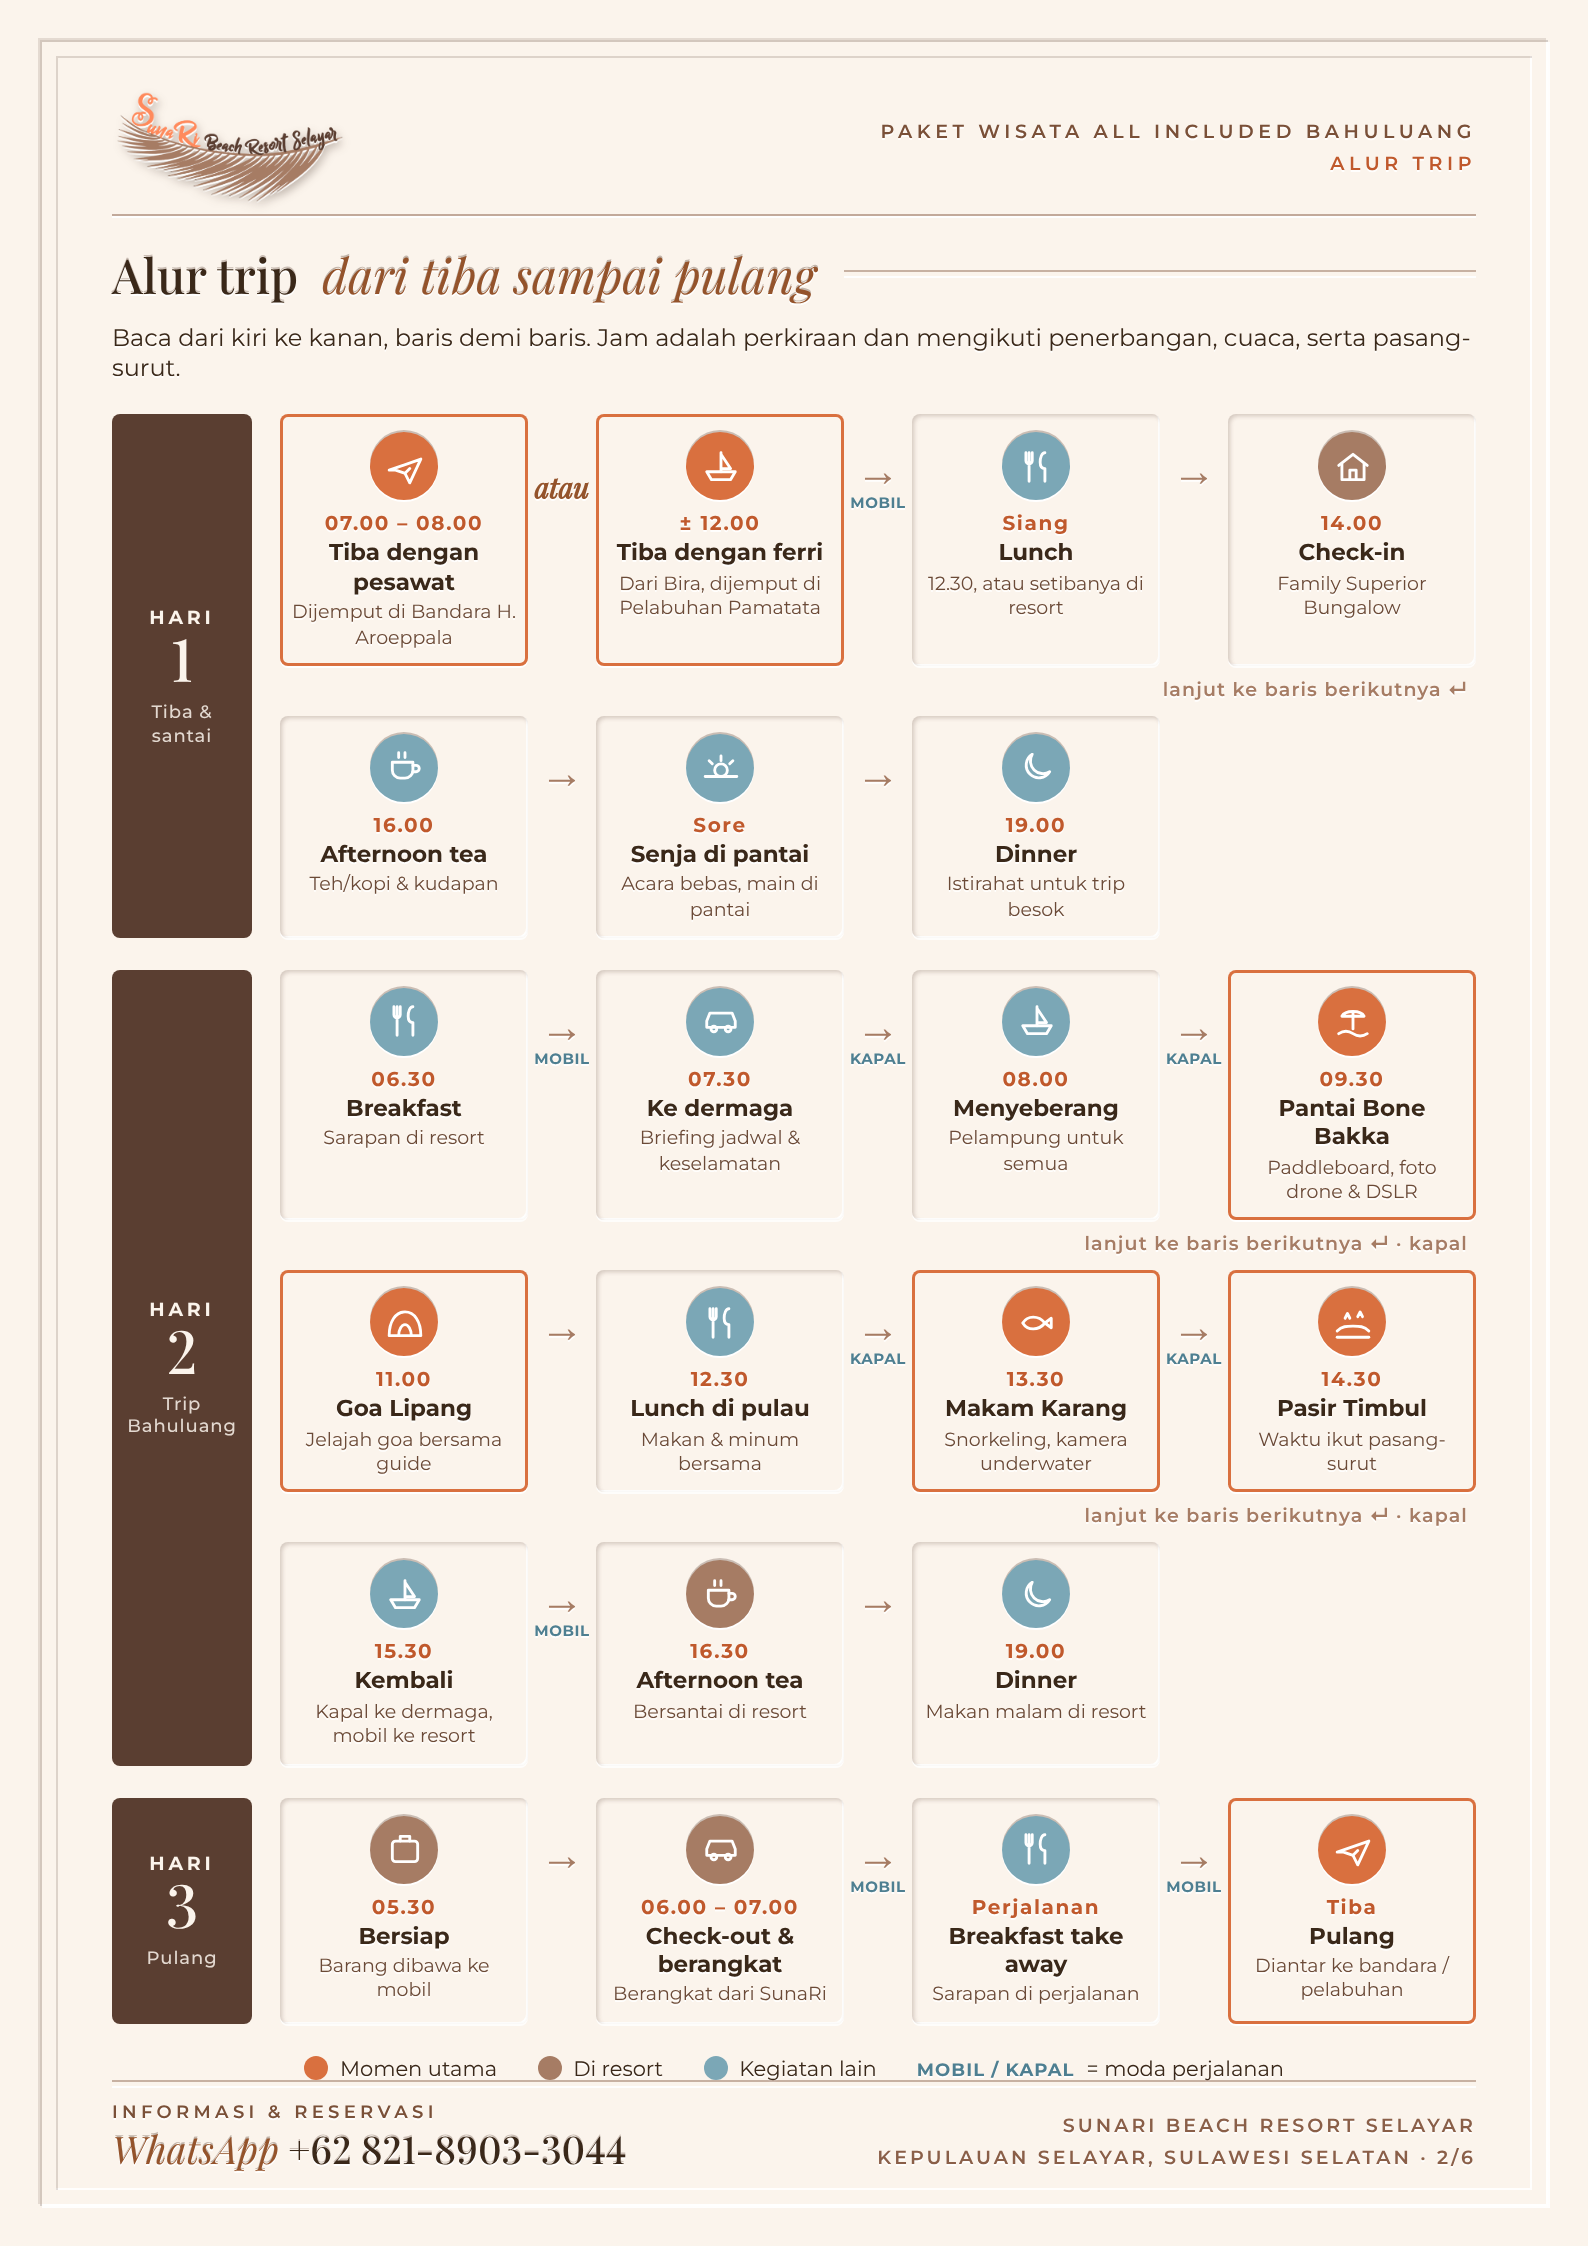 SunaRi Beach Resort Selayar
PAKET WISATA ALL INCLUDED BAHULUANG
ALUR TRIP
Alur trip dari tiba sampai pulang
Baca dari kiri ke kanan, baris demi baris. Jam adalah perkiraan dan mengikuti penerbangan, cuaca, serta pasang-
surut.
HARI
1
Tiba &
santai
07.00 – 08.00
Tiba dengan
pesawat
Dijemput di Bandara H.
Aroeppala
atau
± 12.00
Tiba dengan ferri
Dari Bira, dijemput di
Pelabuhan Pamatata
→
MOBIL
Siang
Lunch
12.30, atau setibanya di
resort
→
14.00
Check-in
Family Superior
Bungalow
lanjut ke baris berikutnya ↵
16.00
Afternoon tea
Teh/kopi & kudapan
→
Sore
Senja di pantai
Acara bebas, main di
pantai
→
19.00
Dinner
Istirahat untuk trip
besok
HARI
2
Trip
Bahuluang
06.30
Breakfast
Sarapan di resort
→
MOBIL
07.30
Ke dermaga
Briefing jadwal &
keselamatan
→
KAPAL
08.00
Menyeberang
Pelampung untuk
semua
→
KAPAL
09.30
Pantai Bone
Bakka
Paddleboard, foto
drone & DSLR
lanjut ke baris berikutnya ↵ · kapal
11.00
Goa Lipang
Jelajah goa bersama
guide
→
12.30
Lunch di pulau
Makan & minum
bersama
→
KAPAL
13.30
Makam Karang
Snorkeling, kamera
underwater
→
KAPAL
14.30
Pasir Timbul
Waktu ikut pasang-
surut
lanjut ke baris berikutnya ↵ · kapal
15.30
Kembali
Kapal ke dermaga,
mobil ke resort
→
MOBIL
16.30
Afternoon tea
Bersantai di resort
→
19.00
Dinner
Makan malam di resort
HARI
3
Pulang
05.30
Bersiap
Barang dibawa ke
mobil
→
06.00 – 07.00
Check-out &
berangkat
Berangkat dari SunaRi
→
MOBIL
Perjalanan
Breakfast take
away
Sarapan di perjalanan
→
MOBIL
Tiba
Pulang
Diantar ke bandara /
pelabuhan
Momen utama
Di resort
Kegiatan lain
MOBIL / KAPAL = moda perjalanan
INFORMASI & RESERVASI
WhatsApp +62 821-8903-3044
SUNARI BEACH RESORT SELAYAR
KEPULAUAN SELAYAR, SULAWESI SELATAN · 2/6